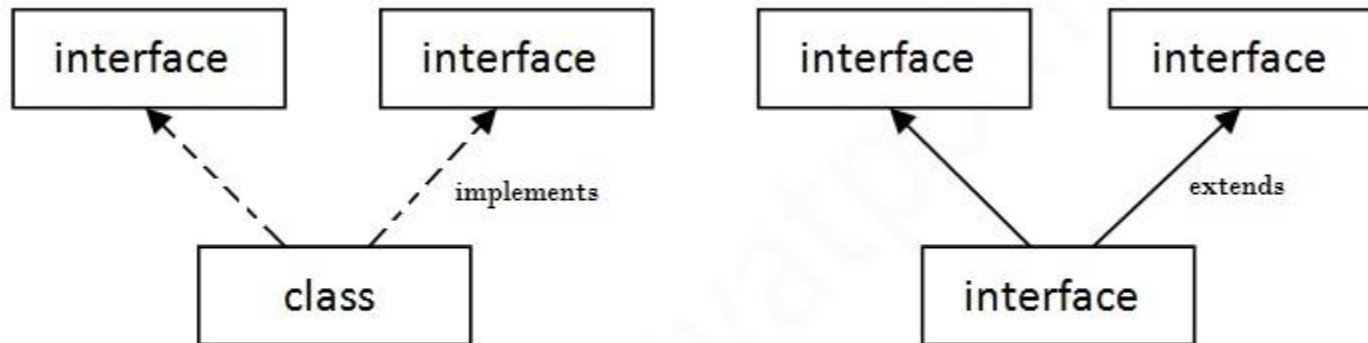 interface
interface
interface
interface
implements
extends
class
interface